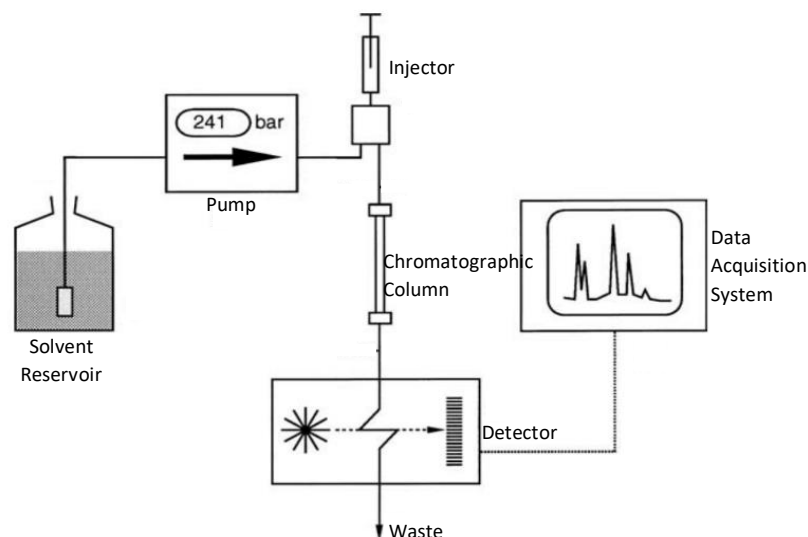 Injector
241 bar
Pump
Chromatographic
Column
Data
Acquisition
System
Solvent
Reservoir
Detector
Waste